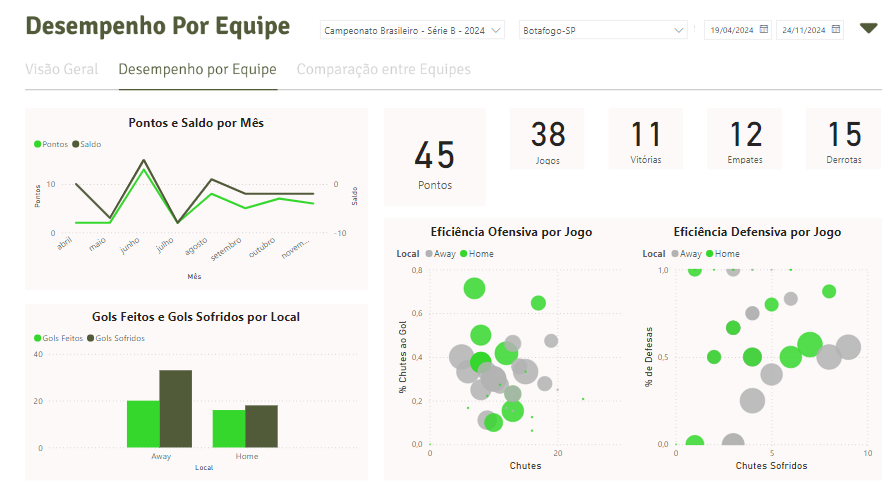 Desempenho Por Equipe
Campeonato Brasileiro - Série B - 2024
Botafogo-SP
19/04/2024
24/11/2024
Visão Geral
Desempenho por Equipe
Comparação entre Equipes
Pontos e Saldo por Mês
Pontos Saldo
10
0
0
-10
Pontos
Saldo
abril
maio
junho
julho
agosto
setembro
outubro
novem...
Mês
45
Pontos
38
Jogos
11
Vitórias
12
Empates
15
Derrotas
Gols Feitos e Gols Sofridos por Local
Gols Feitos Gols Sofridos
40
20
0
Away
Home
Local
Eficiência Ofensiva por Jogo
Local Away Home
0,8
0,6
0,4
0,2
0,0
% Chutes ao Gol
0
20
Chutes
Eficiência Defensiva por Jogo
Local Away Home
1,0
0,5
0,0
% de Defesas
0
5
10
Chutes Sofridos